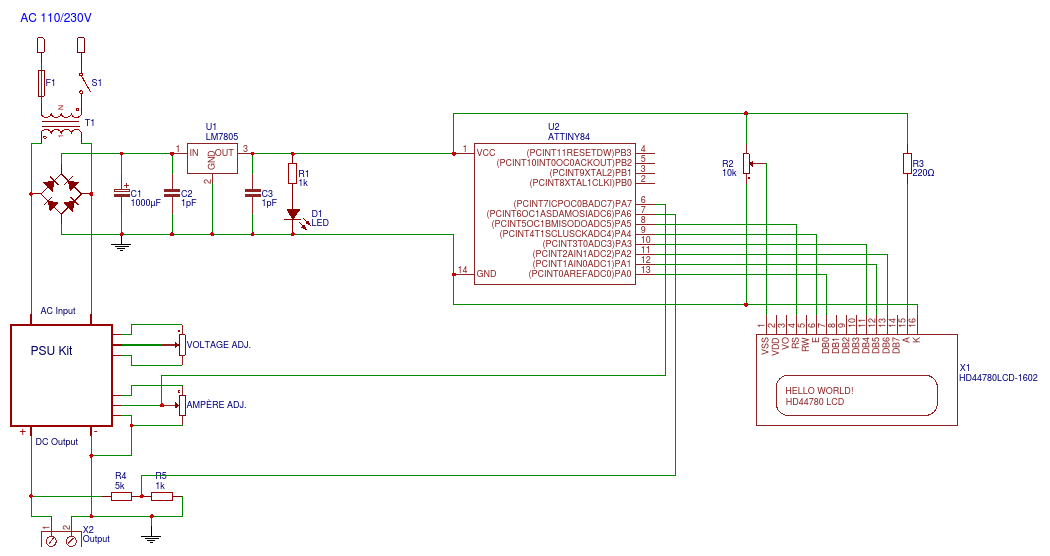 AC 110/230V
F1
S1
N
T1
1
U1
LM7805
1 IN OUT 3
GND
2
C1
1000µF
C2
1pF
C3
1pF
R1
1k
D1
LED
U2
ATTINY84
1 VCC
14 GND
(PCINT11RESETDW)PB3 4
(PCINT10INT0OC0ACKOUT)PB2 5
(PCINT9XTAL2)PB1 3
(PCINT8XTAL1CLKI)PB0 2
(PCINT7ICPOC0BADC7)PA7 6
(PCINT6OC1ASDAMOSIADC6)PA6 7
(PCINT5OC1BMISODOADC5)PA5 8
(PCINT4T1SCLUSCKADC4)PA4 9
(PCINT3T0ADC3)PA3 10
(PCINT2AIN1ADC2)PA2 11
(PCINT1AIN0ADC1)PA1 12
(PCINT0AREFADC0)PA0 13
R2
10k
R3
220Ω
AC Input
PSU Kit
VOLTAGE ADJ.
AMPÈRE ADJ.
+ -
DC Output
R4
5k
R5
1k
1 2
X2
Output
1 2 3 4 5 6 7 8 9 10 11 12 13 14 15 16
VSS VDD VO RS RW E DB0 DB1 DB2 DB3 DB4 DB5 DB6 DB7 A K
X1
HD44780LCD-1602
HELLO WORLD!
HD44780 LCD